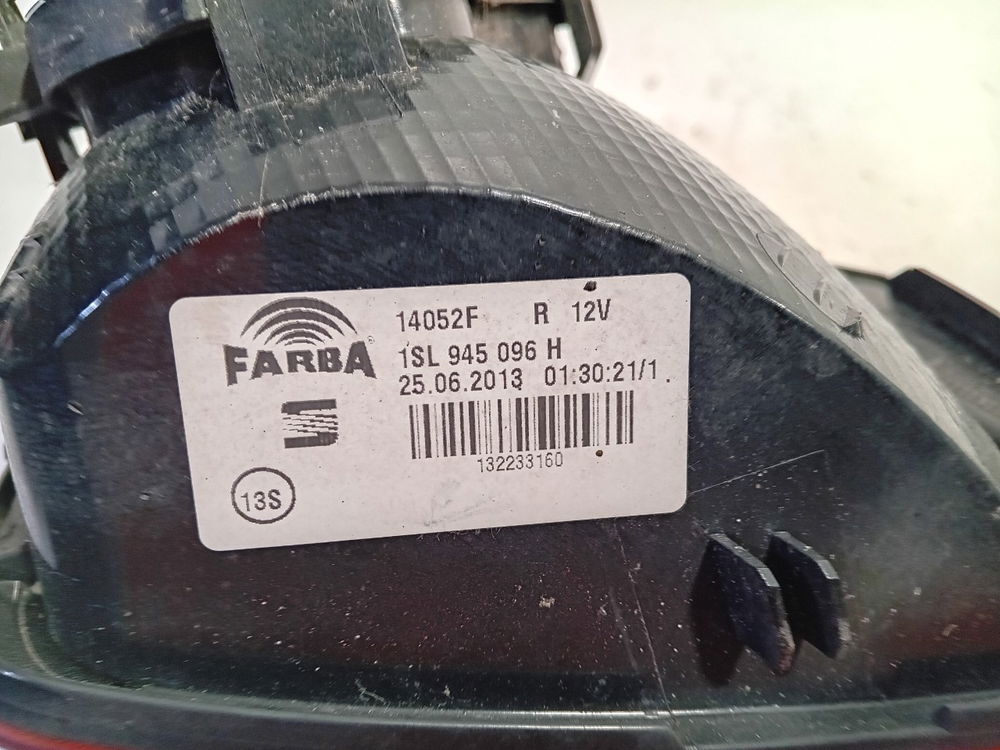 FARBA
14052F R 12V
1SL 945 096 H
25.06.2013 01:30:21/1.
132233160
13S